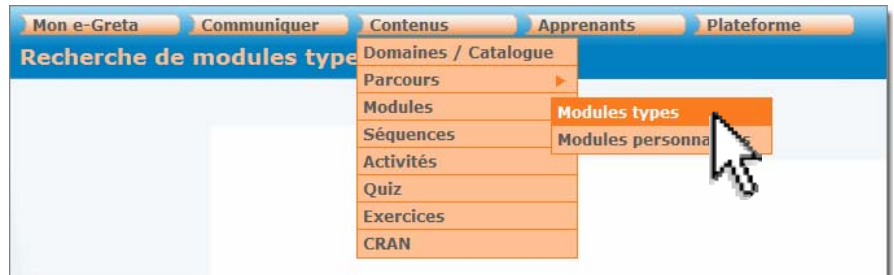 Mon e-Greta Communiquer Contenus Apprenants Plateforme
Recherche de modules type
Domaines / Catalogue
Parcours
Modules
Séquences
Activités
Quiz
Exercices
CRAN
Modules types
Modules